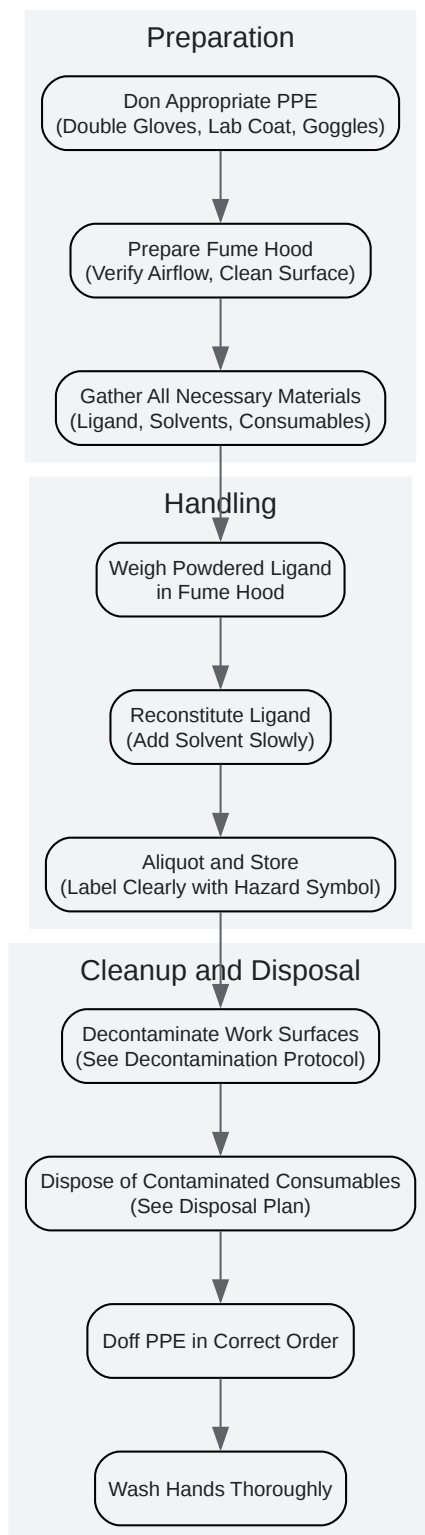 Preparation
Don Appropriate PPE
(Double Gloves, Lab Coat, Goggles)
Prepare Fume Hood
(Verify Airflow, Clean Surface)
Gather All Necessary Materials
(Ligand, Solvents, Consumables)
Handling
Weigh Powdered Ligand
in Fume Hood
Reconstitute Ligand
(Add Solvent Slowly)
Aliquot and Store
(Label Clearly with Hazard Symbol)
Cleanup and Disposal
Decontaminate Work Surfaces
(See Decontamination Protocol)
Dispose of Contaminated Consumables
(See Disposal Plan)
Doff PPE in Correct Order
Wash Hands Thoroughly